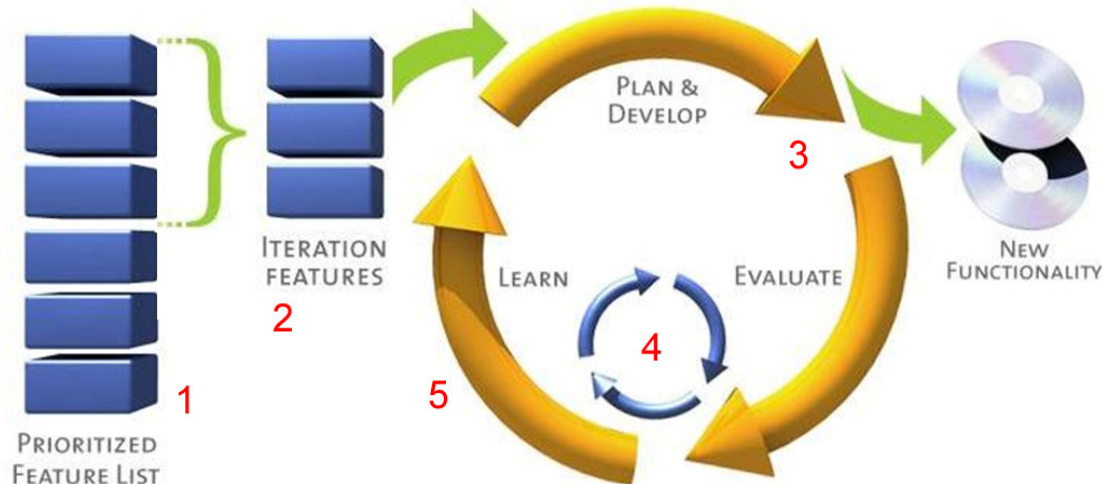 1
PRIORITIZED
FEATURE LIST
ITERATION
FEATURES
2
PLAN &
DEVELOP
3
EVALUATE
4
LEARN
5
NEW
FUNCTIONALITY